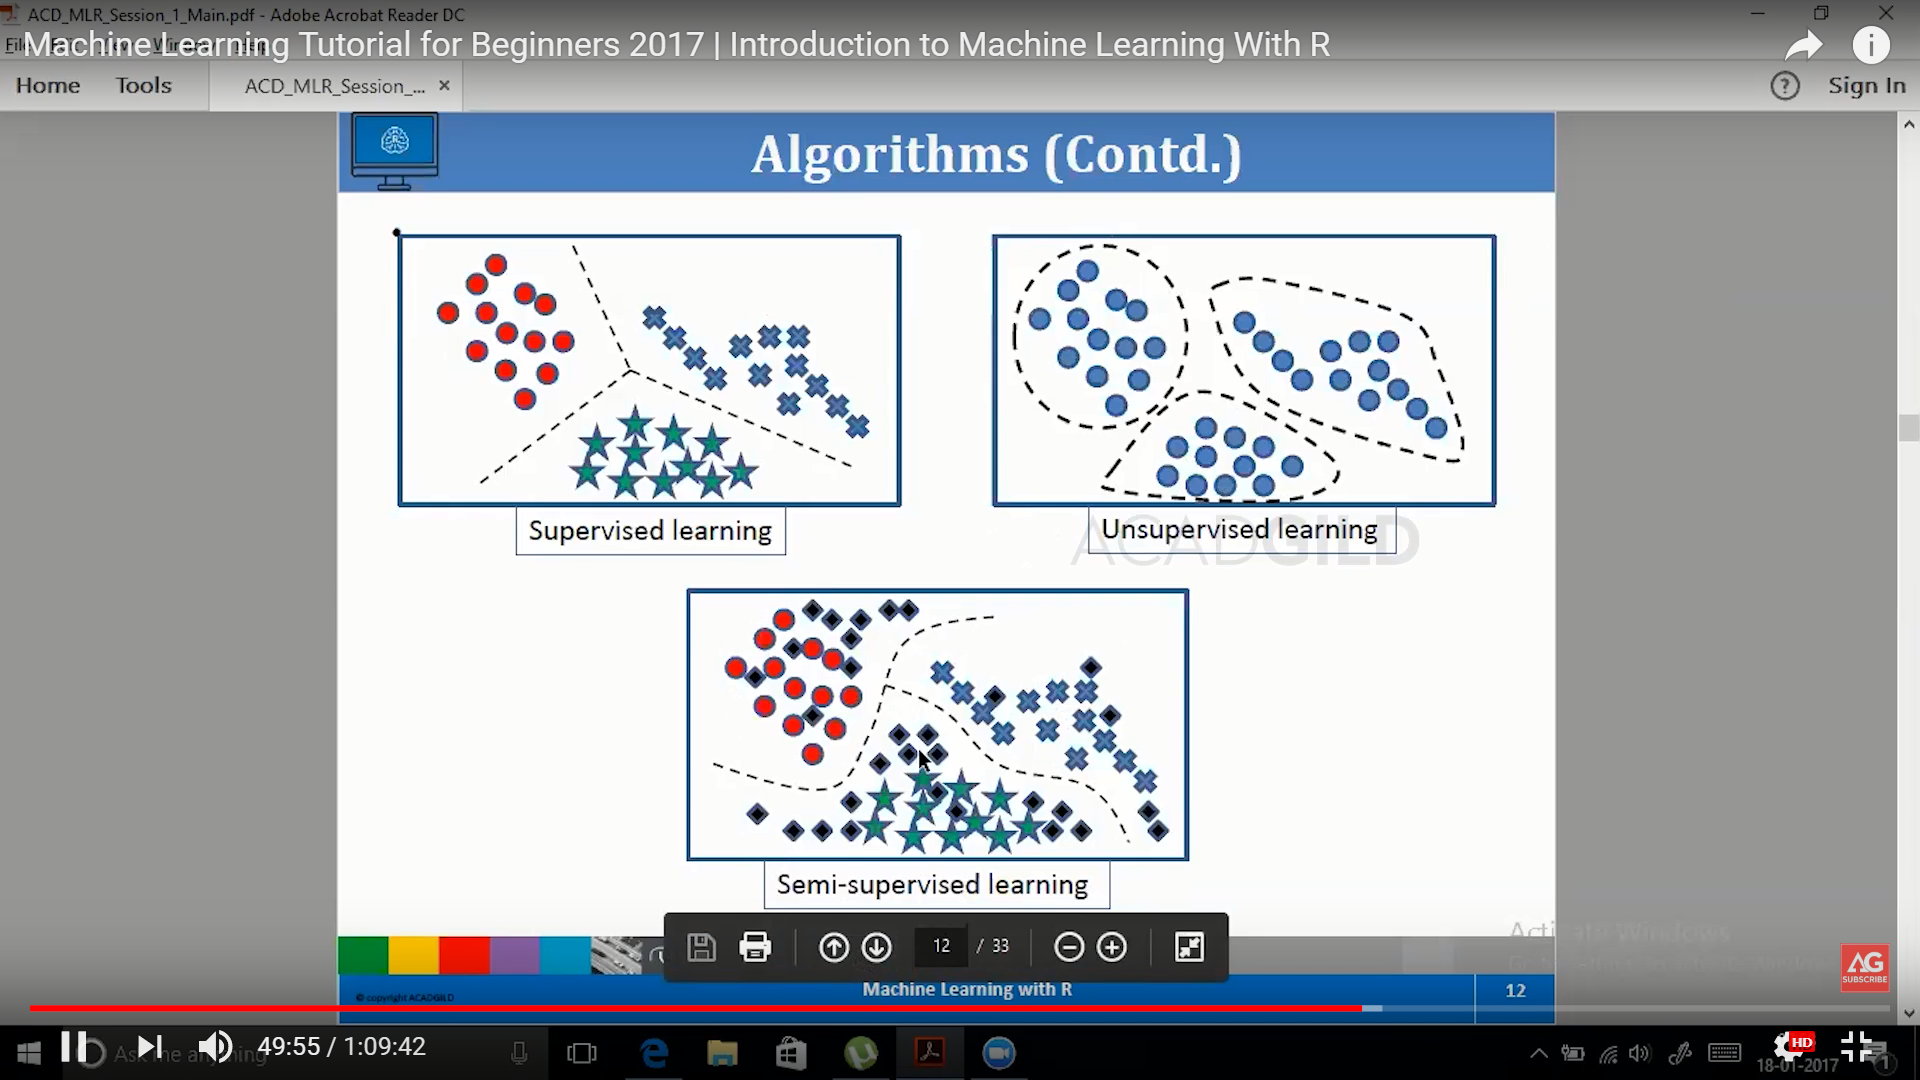 ACD_MLR_Session_1_Main.pdf - Adobe Acrobat Reader DC
Machine Learning Tutorial for Beginners 2017 | Introduction to Machine Learning With R
Home
Tools
ACD_MLR_Session_... ×
Sign In
Algorithms (Contd.)
Supervised learning
Unsupervised learning
ACADGILD
Semi-supervised learning
12 / 33
Activate Windows
AG
SUBSCRIBE
© copyright ACADGILD
Machine Learning with R
12
Ask me anything
49:55 / 1:09:42
HD
18-01-2017
1